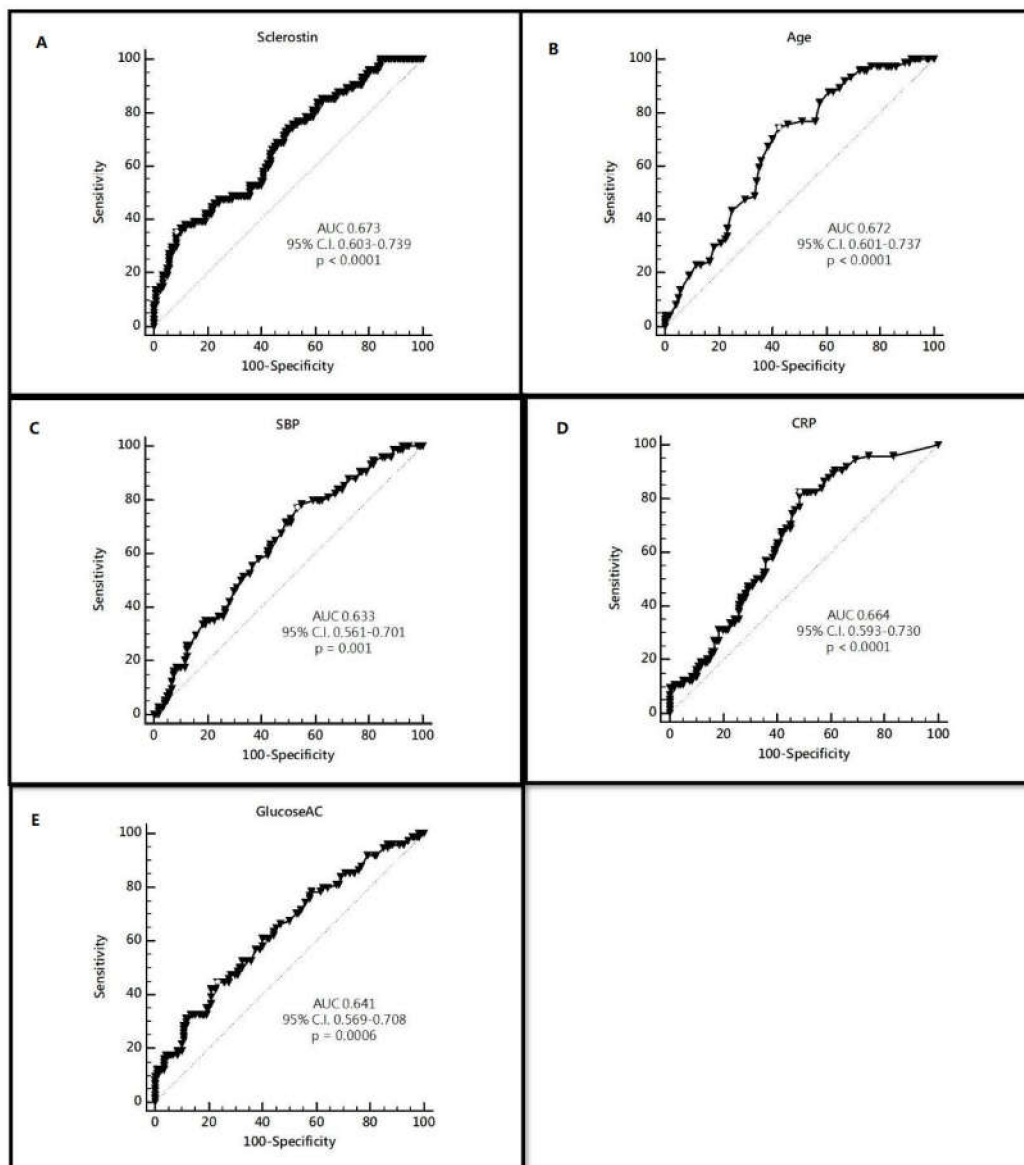 A
Sclerostin
100
80
60
40
20
0
Sensitivity
AUC 0.673
95% C.I. 0.603-0.739
p < 0.0001
0 20 40 60 80 100
100-Specificity
B
Age
100
80
60
40
20
0
Sensitivity
AUC 0.672
95% C.I. 0.601-0.737
p < 0.0001
0 20 40 60 80 100
100-Specificity
C
SBP
100
80
60
40
20
0
Sensitivity
AUC 0.633
95% C.I. 0.561-0.701
p = 0.001
0 20 40 60 80 100
100-Specificity
D
CRP
100
80
60
40
20
0
Sensitivity
AUC 0.664
95% C.I. 0.593-0.730
p < 0.0001
0 20 40 60 80 100
100-Specificity
E
GlucoseAC
100
80
60
40
20
0
Sensitivity
AUC 0.641
95% C.I. 0.569-0.708
p = 0.0006
0 20 40 60 80 100
100-Specificity